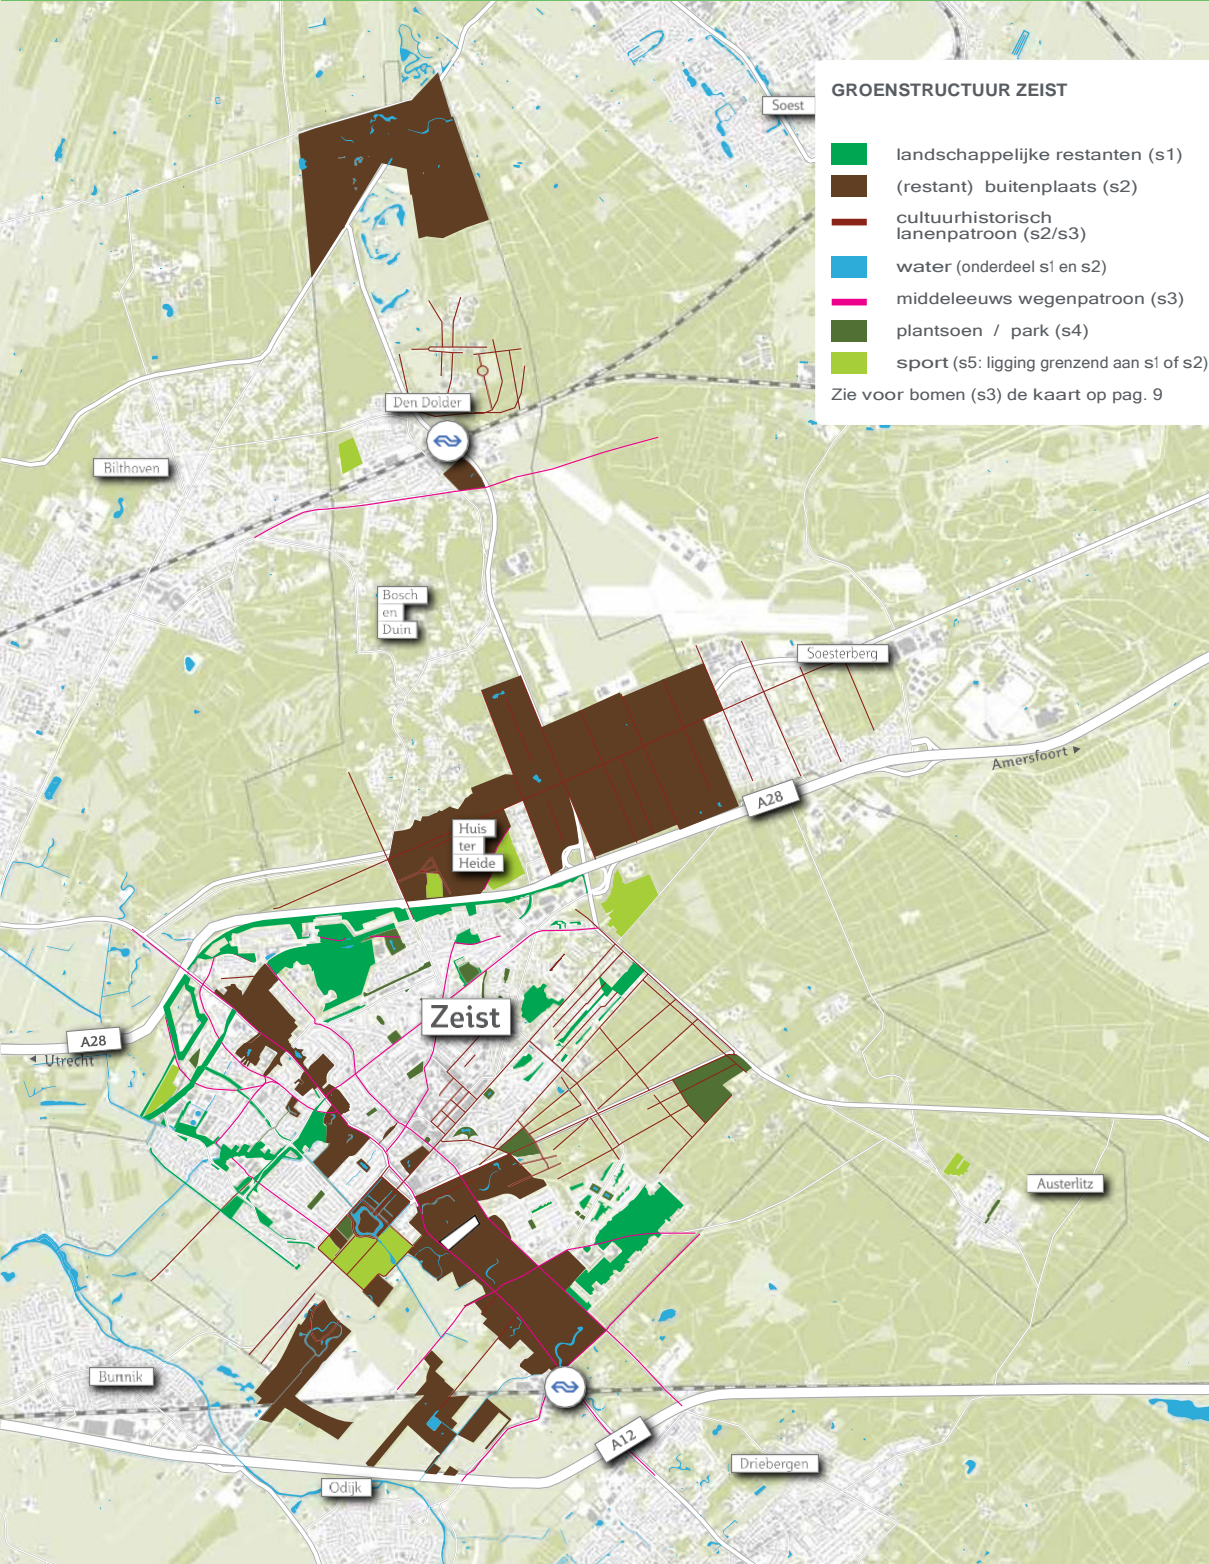 GROENSTRUCTUUR ZEIST
landschappelijke restanten (s1)
(restant) buitenplaats (s2)
cultuurhistorisch
lanenpatroon (s2/s3)
water (onderdeel s1 en s2)
middeleeuws wegenpatroon (s3)
plantsoen / park (s4)
sport (s5: ligging grenzend aan s1 of s2)
Zie voor bomen (s3) de kaart op pag. 9
Soest
Den Dolder
Bilthoven
Bosch
en
Duin
Soesterberg
Amersfoort ►
A28
Huis
ter
Heide
Zeist
A28
◄ Utrecht
Austerlitz
Bunnik
A12
Driebergen
Odijk